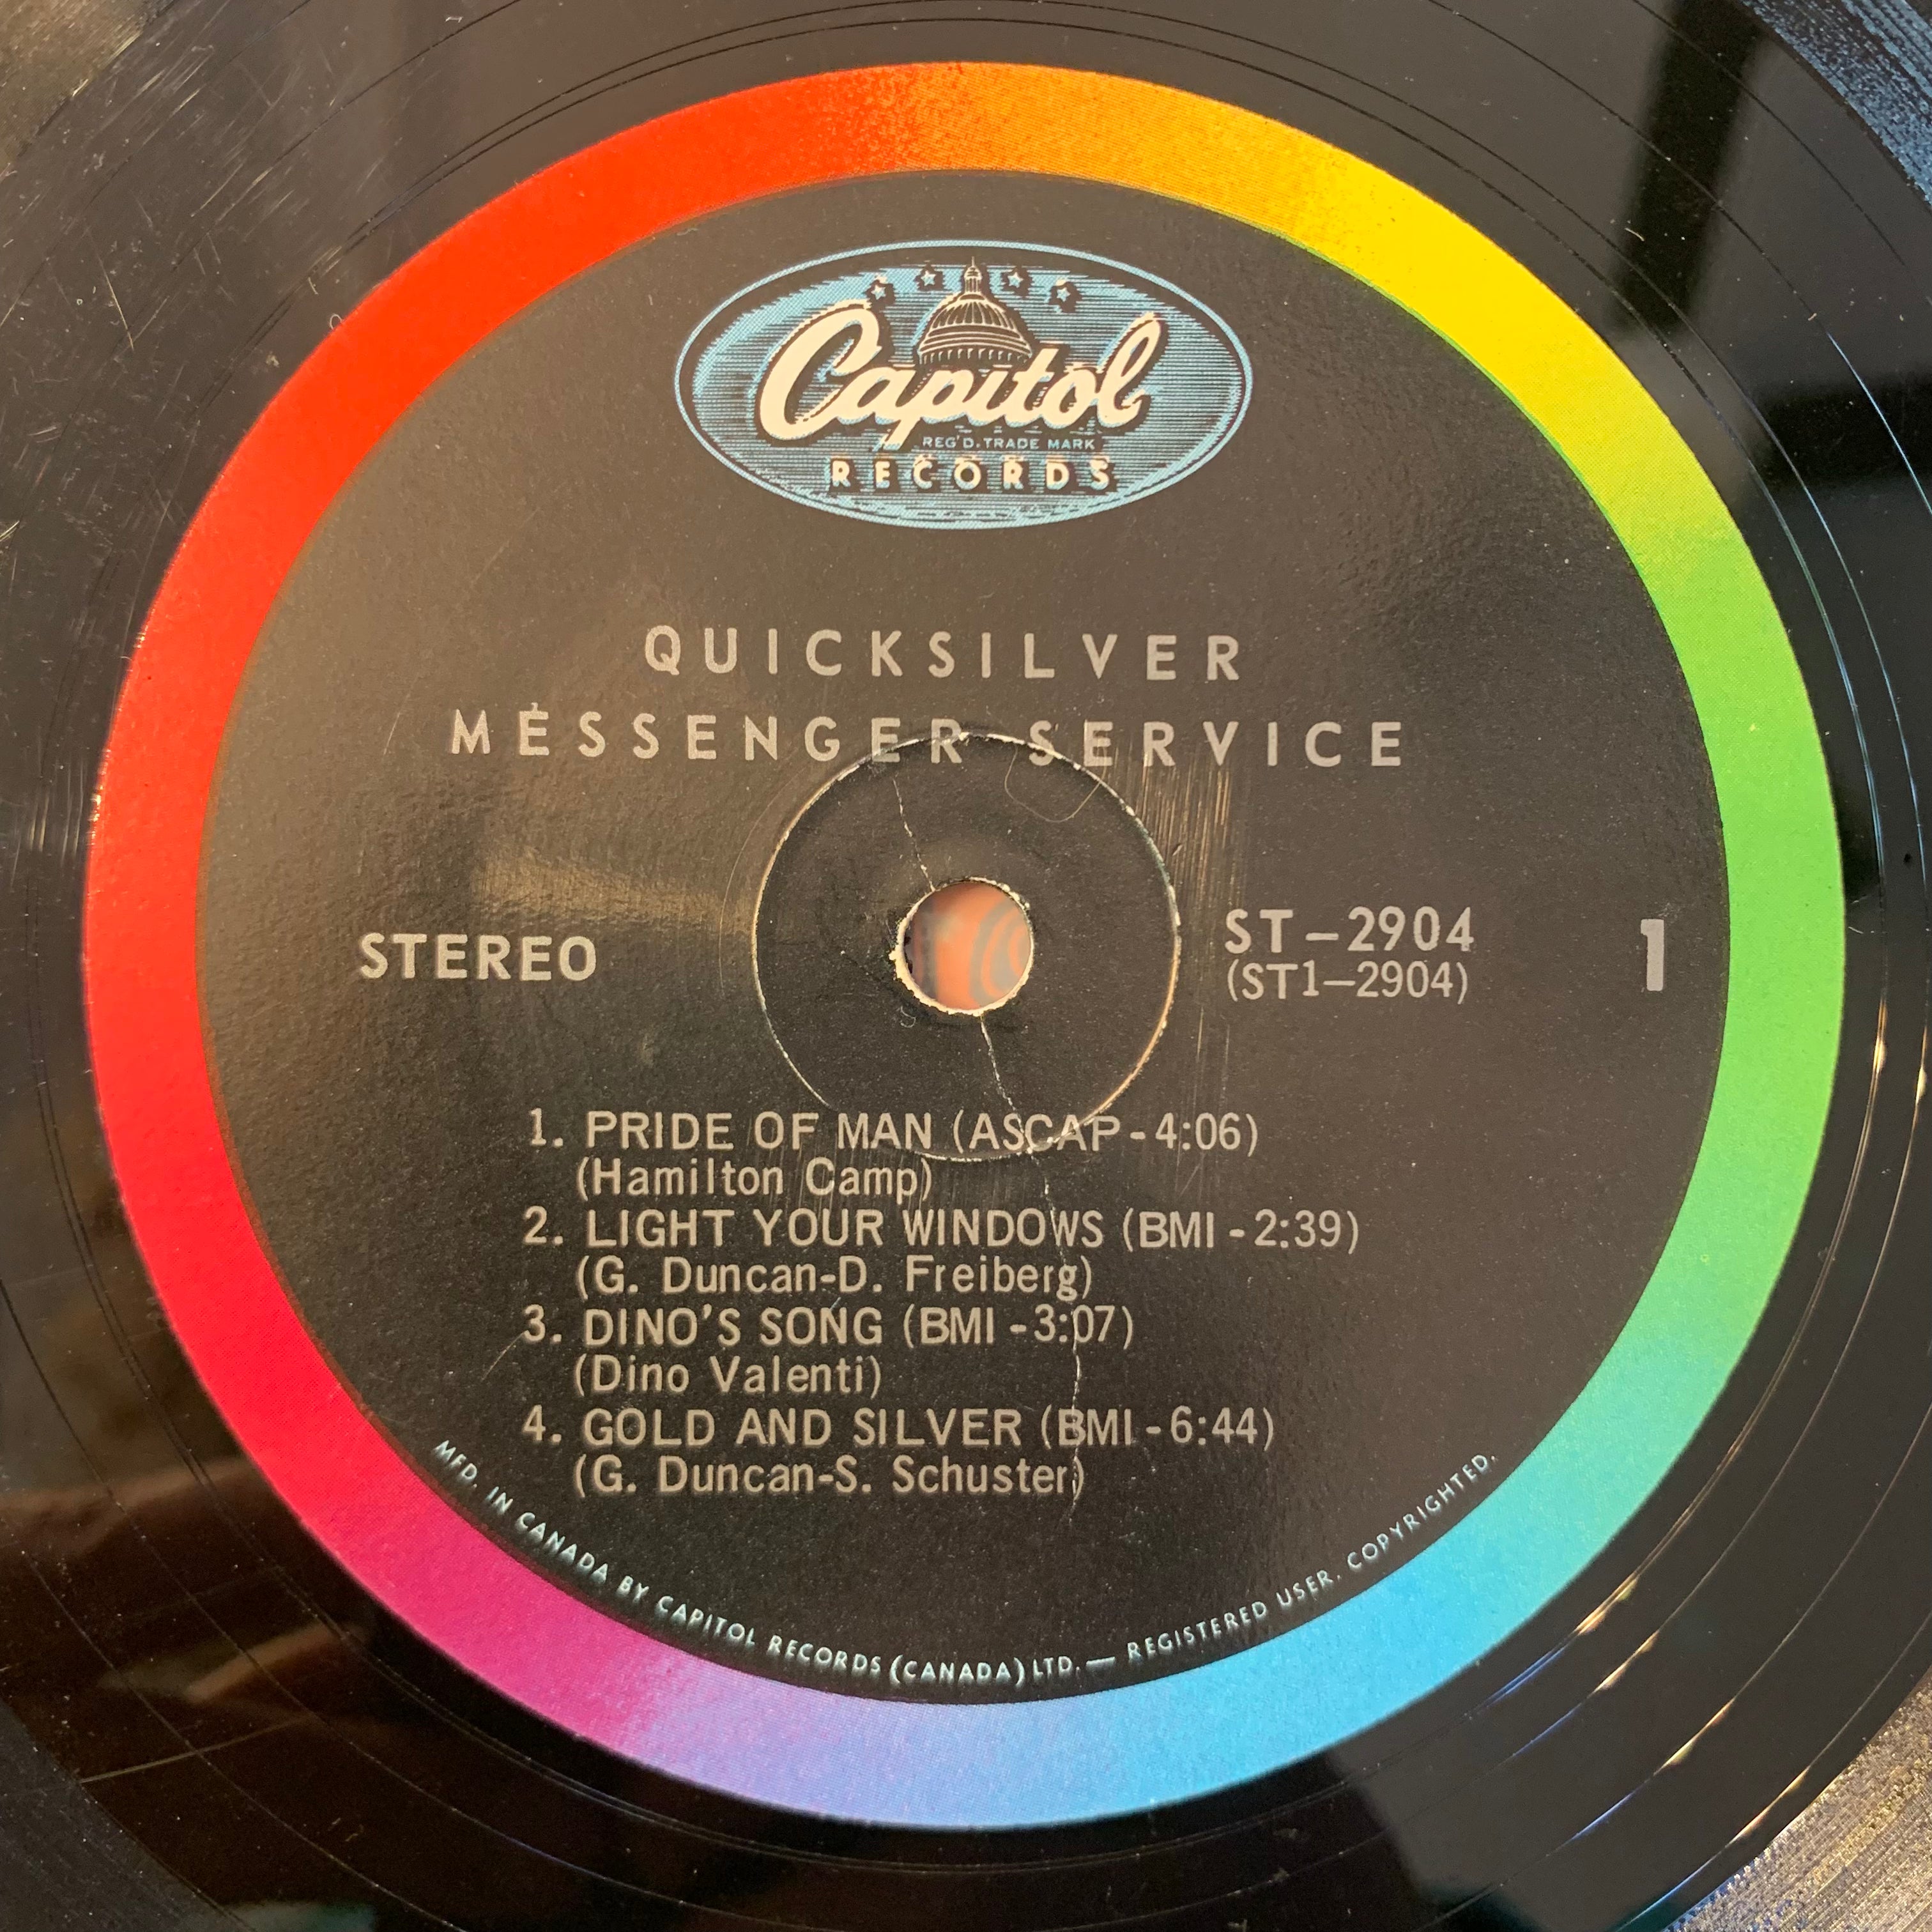 Capitol
REG'D. TRADE MARK
RECORDS
QUICKSILVER
MESSENGER SERVICE
STEREO
ST-2904
(ST1-2904)
1
1. PRIDE OF MAN (ASCAP-4:06)
(Hamilton Camp)
2. LIGHT YOUR WINDOWS (BMI-2:39)
(G. Duncan-D. Freiberg)
3. DINO'S SONG (BMI-3:07)
(Dino Valenti)
4. GOLD AND SILVER (BMI-6:44)
(G. Duncan-S. Schuster)
MFD. IN CANADA BY CAPITOL RECORDS (CANADA) LTD. — REGISTERED USER. COPYRIGHTED.